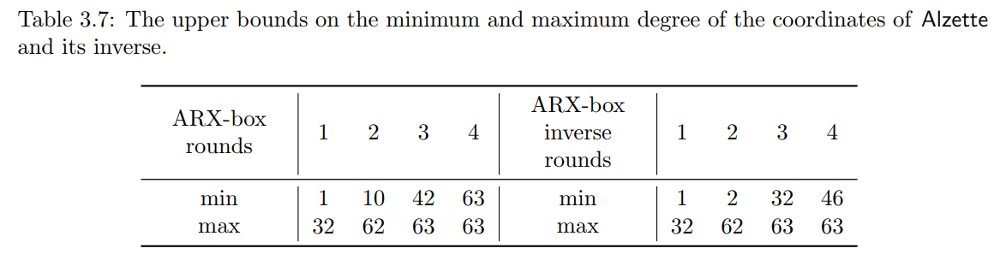 Table 3.7: The upper bounds on the minimum and maximum degree of the coordinates of Alzette
and its inverse.
ARX-box
rounds
1 2 3 4
ARX-box
inverse
rounds
1 2 3 4
min 1 10 42 63 min 1 2 32 46
max 32 62 63 63 max 32 62 63 63